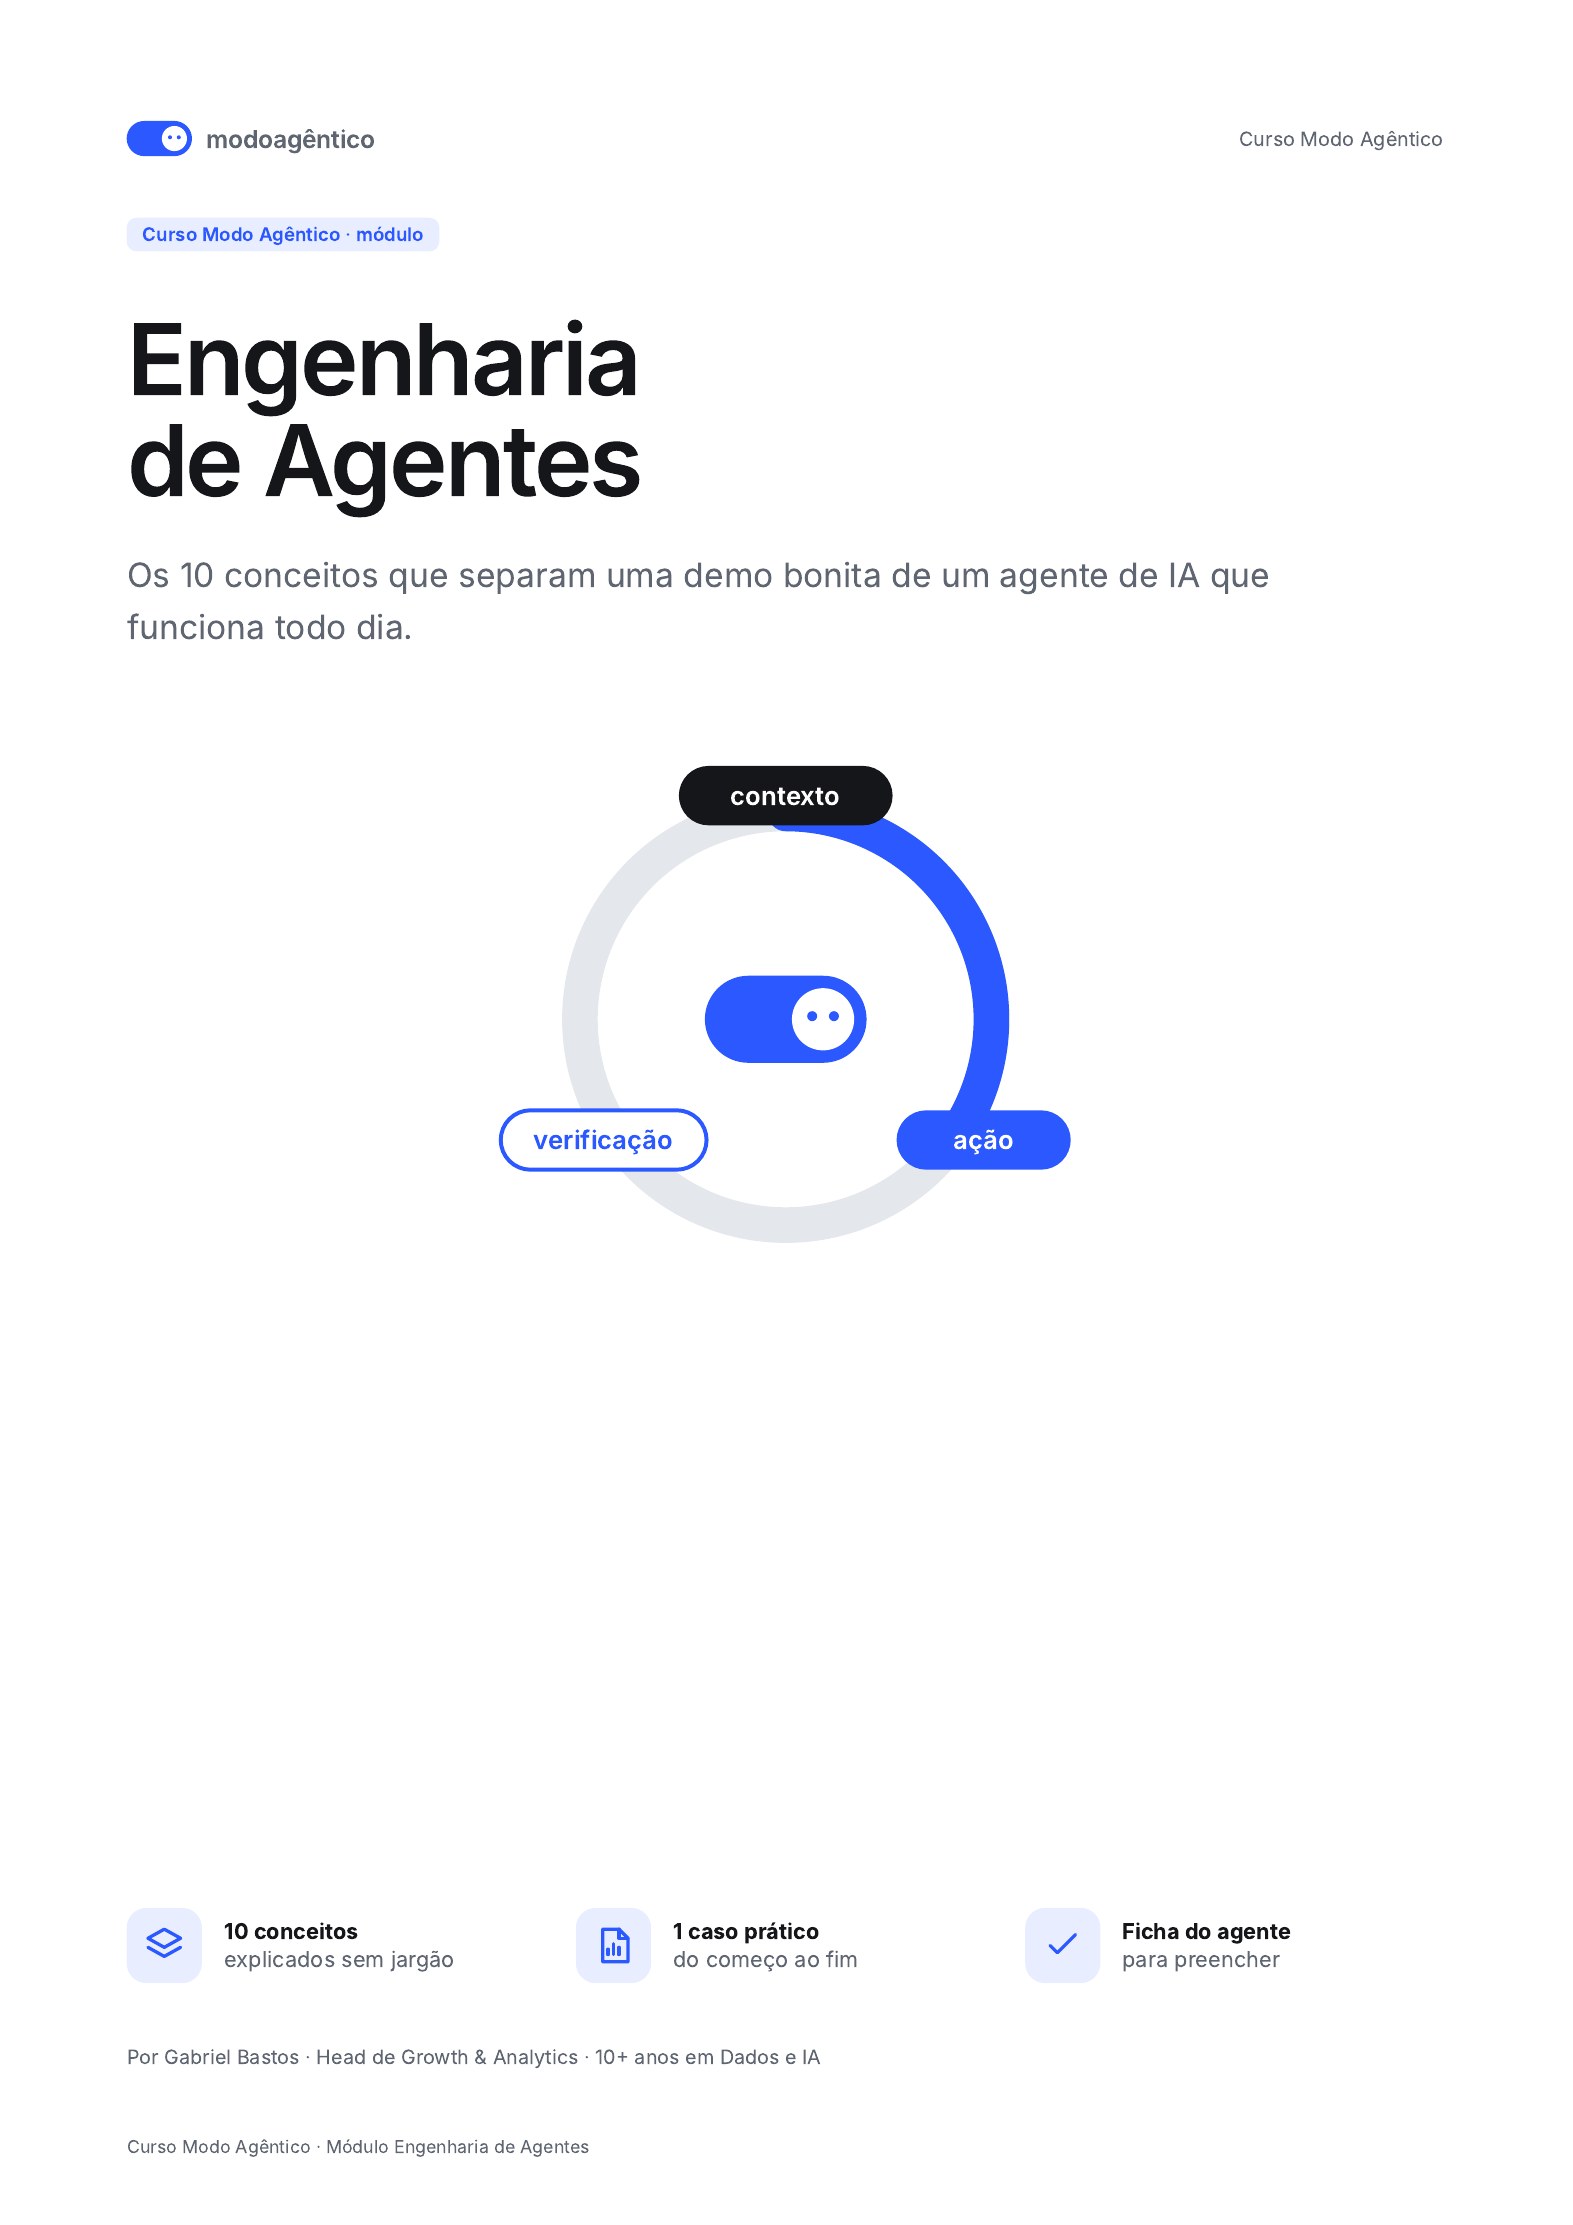 modoagêntico
Curso Modo Agêntico
Curso Modo Agêntico · módulo
Engenharia
de Agentes
Os 10 conceitos que separam uma demo bonita de um agente de IA que
funciona todo dia.
contexto
verificação
ação
10 conceitos
explicados sem jargão
1 caso prático
do começo ao fim
Ficha do agente
para preencher
Por Gabriel Bastos · Head de Growth & Analytics · 10+ anos em Dados e IA
Curso Modo Agêntico · Módulo Engenharia de Agentes